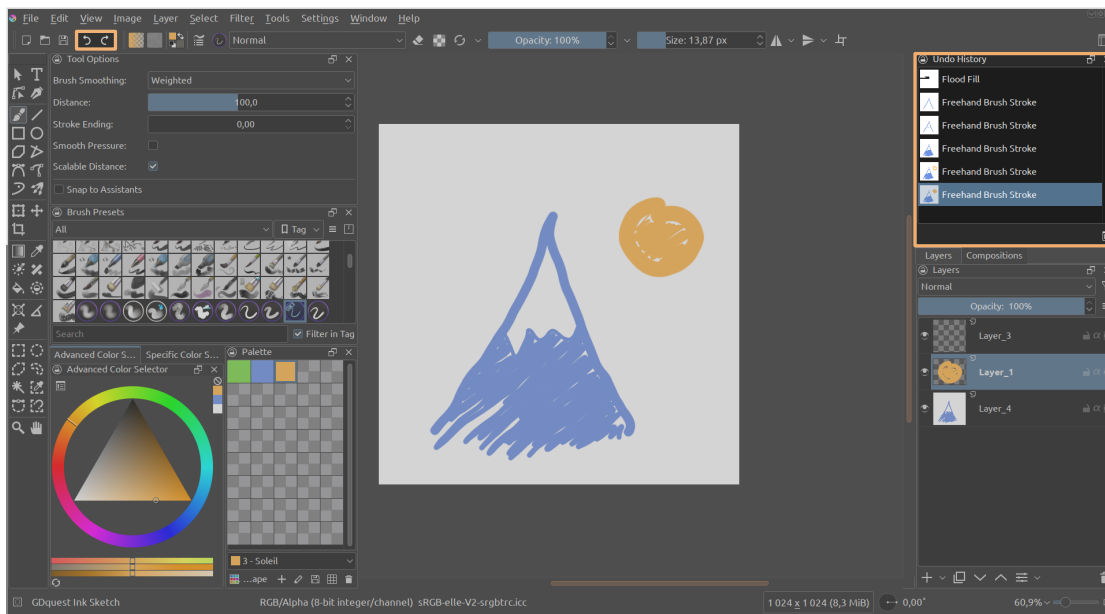 File Edit View Image Layer Select Filter Tools Settings Window Help
Normal
Opacity: 100%
Size: 13,87 px
Tool Options
Brush Smoothing: Weighted
Distance: 100,0
Stroke Ending: 0,00
Smooth Pressure:
Scalable Distance:
Snap to Assistants
Brush Presets
All
Tag
Search
Filter in Tag
Advanced Color S... Specific Color S...
Advanced Color Selector
Palette
3 - Soleil
...ape
Undo History
Flood Fill
Freehand Brush Stroke
Freehand Brush Stroke
Freehand Brush Stroke
Freehand Brush Stroke
Freehand Brush Stroke
Layers Compositions
Layers
Normal
Opacity: 100%
Layer_3
Layer_1
Layer_4
GDquest Ink Sketch
RGB/Alpha (8-bit integer/channel) sRGB-elle-V2-srgbtrc.icc
1 024 x 1 024 (8,3 MiB)
0,00°
60,9%